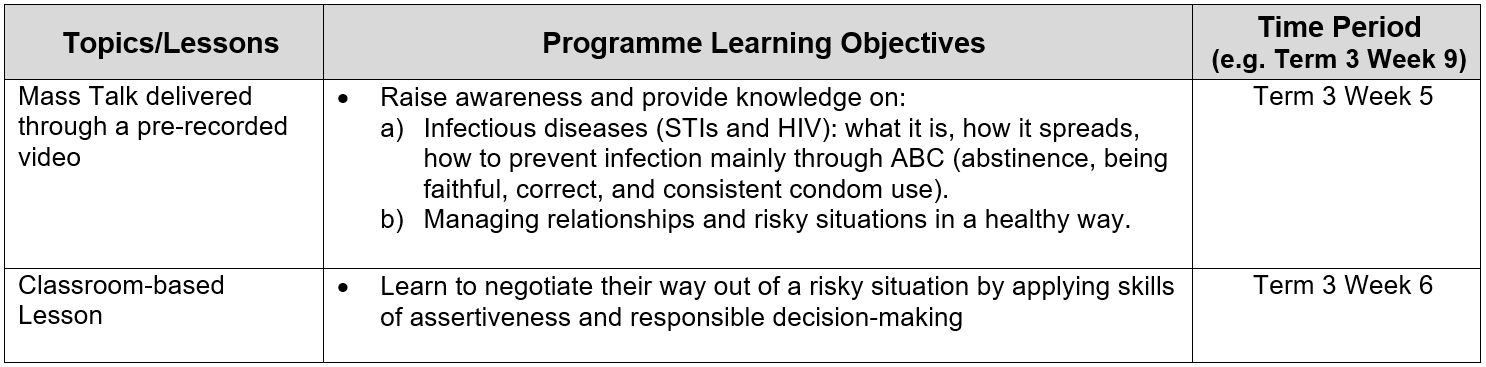 Topics/Lessons
Programme Learning Objectives
Time Period
(e.g. Term 3 Week 9)
Mass Talk delivered
through a pre-recorded
video
• Raise awareness and provide knowledge on:
a) Infectious diseases (STIs and HIV): what it is, how it spreads,
how to prevent infection mainly through ABC (abstinence, being
faithful, correct, and consistent condom use).
b) Managing relationships and risky situations in a healthy way.
Term 3 Week 5
Classroom-based
Lesson
• Learn to negotiate their way out of a risky situation by applying skills
of assertiveness and responsible decision-making
Term 3 Week 6